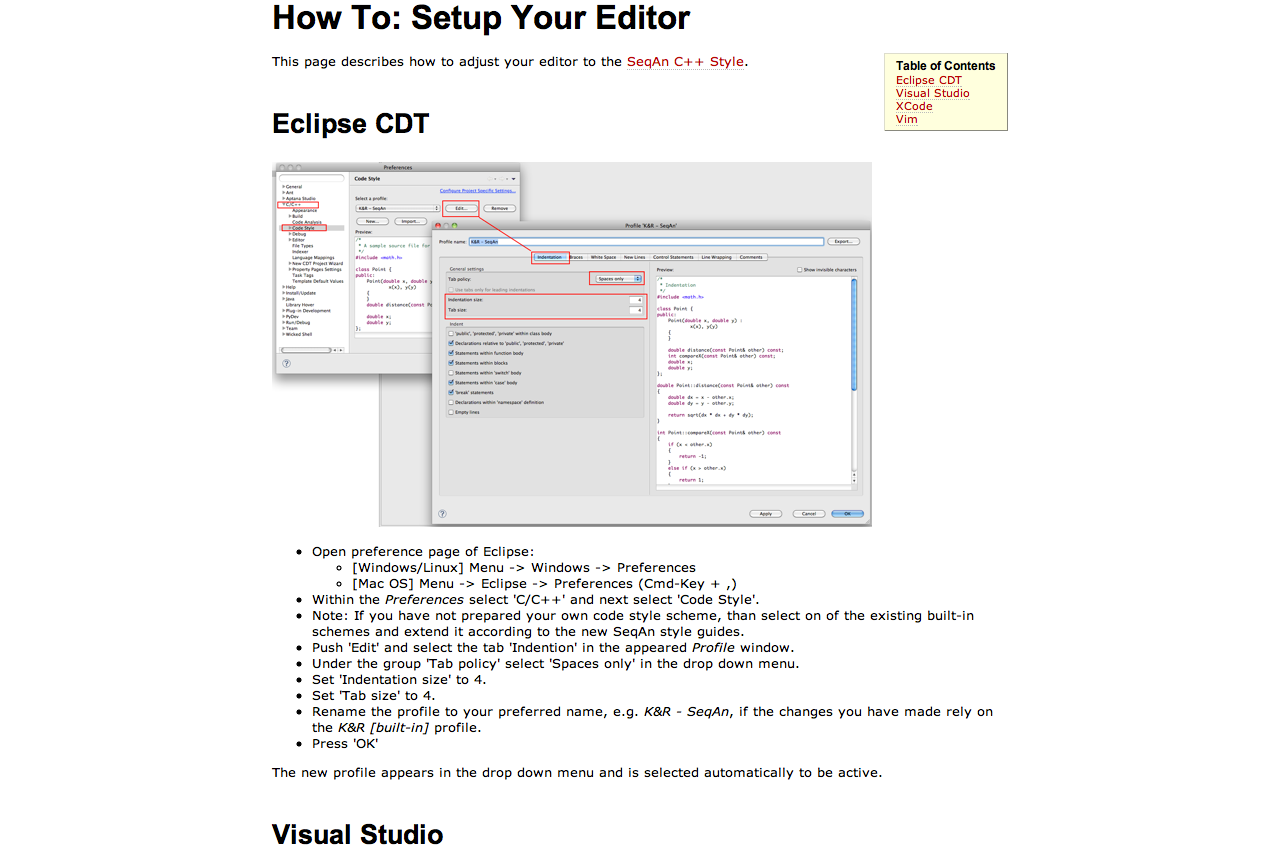 How To: Setup Your Editor
This page describes how to adjust your editor to the SeqAn C++ Style.
Table of Contents
Eclipse CDT
Visual Studio
XCode
Vim
Eclipse CDT
Preferences
Code Style
Configure Project Specific Settings...
Select a profile:
K&R - SeqAn
Edit...
Remove
New...
Import...
Preview:
/*
* A sample source file for
*/
#include <math.h>
class Point {
public:
Point(double x, double y
x(x), y(y)
{
}
double distance(const Po
double x;
double y;
};
General
Ant
Aptana Studio
C/C++
Appearance
Build
Code Analysis
Code Style
Debug
Editor
File Types
Indexer
Language Mappings
New CDT Project Wizard
Property Pages Settings
Task Tags
Template Default Values
Help
Install/Update
Java
Library Hover
Plug-in Development
PyDev
Run/Debug
Team
Wicked Shell
Profile 'K&R - SeqAn'
Profile name: K&R - SeqAn
Export...
Indentation Braces White Space New Lines Control Statements Line Wrapping Comments
General settings
Tab policy: Spaces only
Use tabs only for leading indentations
Indentation size: 4
Tab size: 4
Indent
'public', 'protected', 'private' within class body
Declarations relative to 'public', 'protected', 'private'
Statements within function body
Statements within blocks
Statements within 'switch' body
Statements within 'case' body
'break' statements
Declarations within 'namespace' definition
Empty lines
Preview:
Show invisible characters
/*
* Indentation
*/
#include <math.h>
class Point {
public:
Point(double x, double y) :
x(x), y(y)
{
}
double distance(const Point& other) const;
int compareX(const Point& other) const;
double x;
double y;
};
double Point::distance(const Point& other) const
{
double dx = x - other.x;
double dy = y - other.y;
return sqrt(dx * dx + dy * dy);
}
int Point::compareX(const Point& other) const
{
if (x < other.x)
{
return -1;
}
else if (x > other.x)
{
return 1;
? Apply Cancel OK
• Open preference page of Eclipse:
◦ [Windows/Linux] Menu -> Windows -> Preferences
◦ [Mac OS] Menu -> Eclipse -> Preferences (Cmd-Key + ,)
• Within the Preferences select 'C/C++' and next select 'Code Style'.
• Note: If you have not prepared your own code style scheme, than select on of the existing built-in
schemes and extend it according to the new SeqAn style guides.
• Push 'Edit' and select the tab 'Indention' in the appeared Profile window.
• Under the group 'Tab policy' select 'Spaces only' in the drop down menu.
• Set 'Indentation size' to 4.
• Set 'Tab size' to 4.
• Rename the profile to your preferred name, e.g. K&R - SeqAn, if the changes you have made rely on
the K&R [built-in] profile.
• Press 'OK'
The new profile appears in the drop down menu and is selected automatically to be active.
Visual Studio